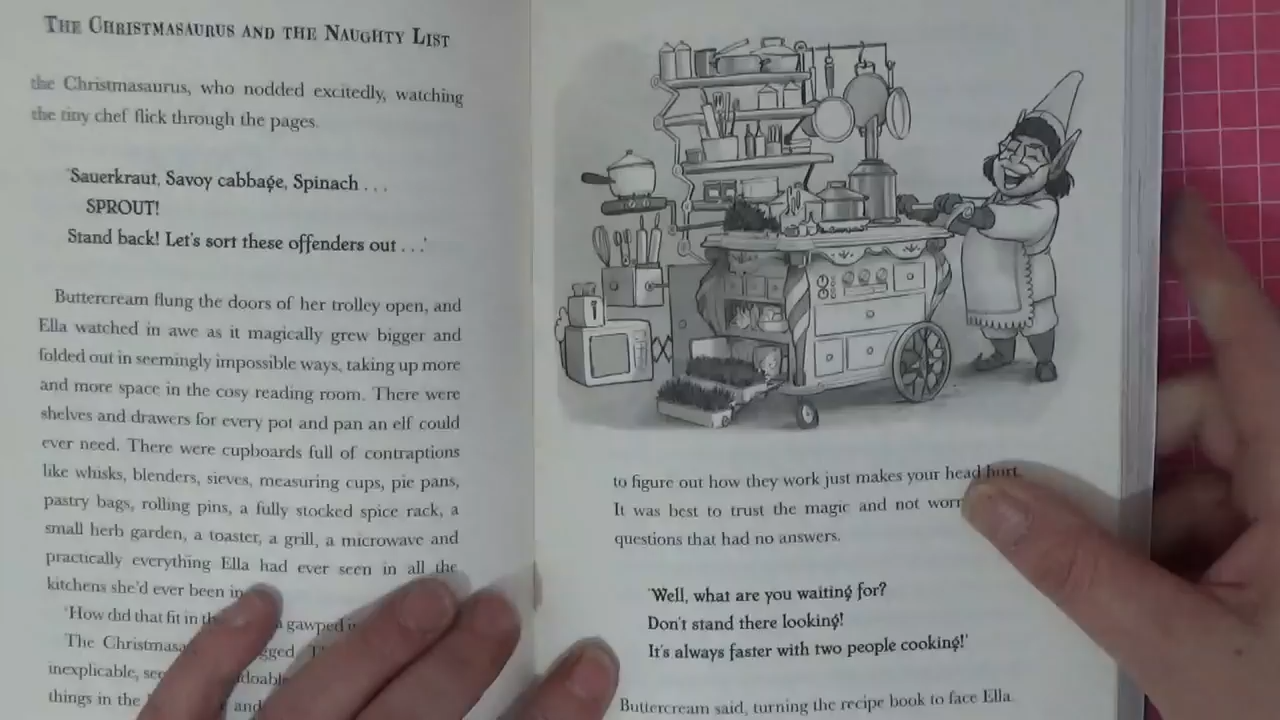 THE CHRISTMASAURUS AND THE NAUGHTY LIST
the Christmasaurus, who nodded excitedly, watching
the tiny chef flick through the pages.
'Sauerkraut, Savoy cabbage, Spinach . . .
SPROUT!
Stand back! Let's sort these offenders out . . .'
Buttercream flung the doors of her trolley open, and
Ella watched in awe as it magically grew bigger and
folded out in seemingly impossible ways, taking up more
and more space in the cosy reading room. There were
shelves and drawers for every pot and pan an elf could
ever need. There were cupboards full of contraptions
like whisks, blenders, sieves, measuring cups, pie pans,
pastry bags, rolling pins, a fully stocked spice rack, a
small herb garden, a toaster, a grill, a microwave and
practically everything Ella had ever seen in all the
kitchens she'd ever been in
'How did that fit in gawped
The Christmas
inexplicable,
things in the and
to figure out how they work just makes your head hurt.
It was best to trust the magic and not
questions that had no answers.
'Well, what are you waiting for?
Don't stand there looking!
It's always faster with two people cooking!'
Buttercream said, turning the recipe book to face Ella.